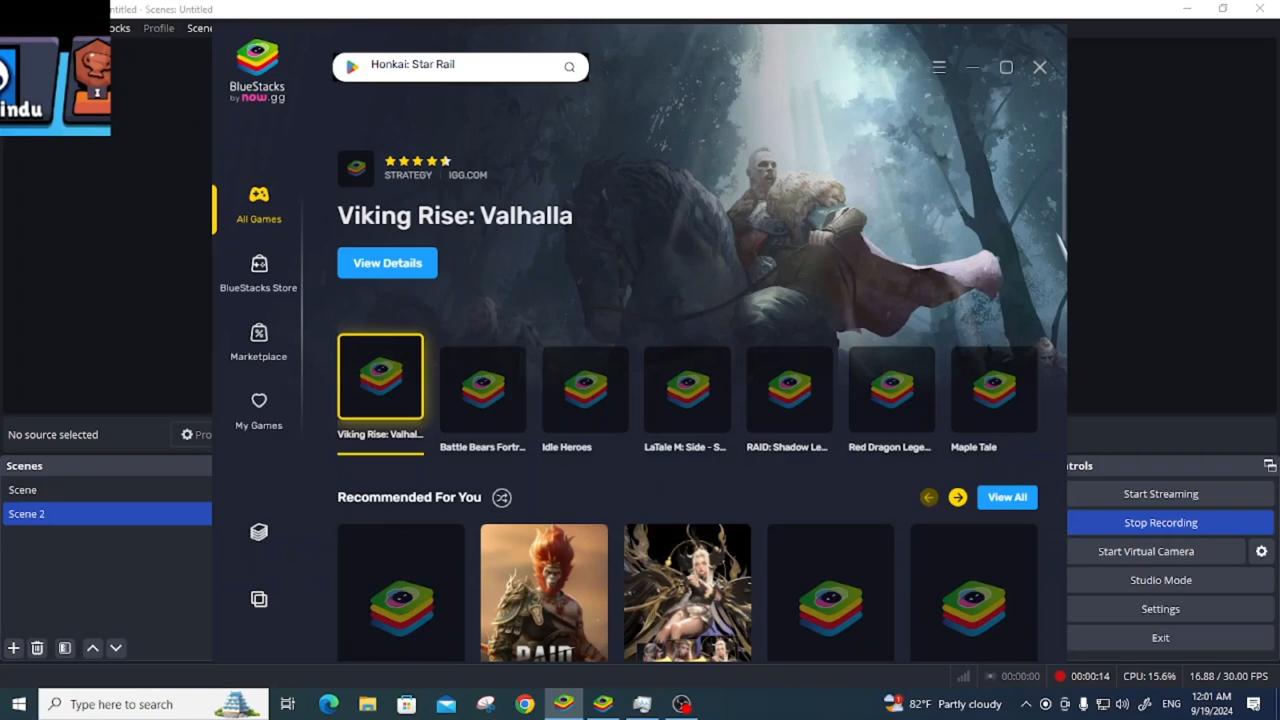 ntitled - Scenes: Untitled
ocks Profile Scene
indu
I
BlueStacks
by now.gg
Honkai: Star Rail
STRATEGY IGG.COM
Viking Rise: Valhalla
View Details
All Games
BlueStacks Store
Marketplace
My Games
Viking Rise: Valhal...
Battle Bears Fortr...
Idle Heroes
LaTale M: Side - S...
RAID: Shadow Le...
Red Dragon Lege...
Maple Tale
Recommended For You
View All
RAID
No source selected
Pro
Scenes
Scene
Scene 2
ntrols
Start Streaming
Stop Recording
Start Virtual Camera
Studio Mode
Settings
Exit
00:00:00 00:00:14 CPU: 15.6% 16.88 / 30.00 FPS
Type here to search
1
82°F Partly cloudy
ENG
12:01 AM
9/19/2024